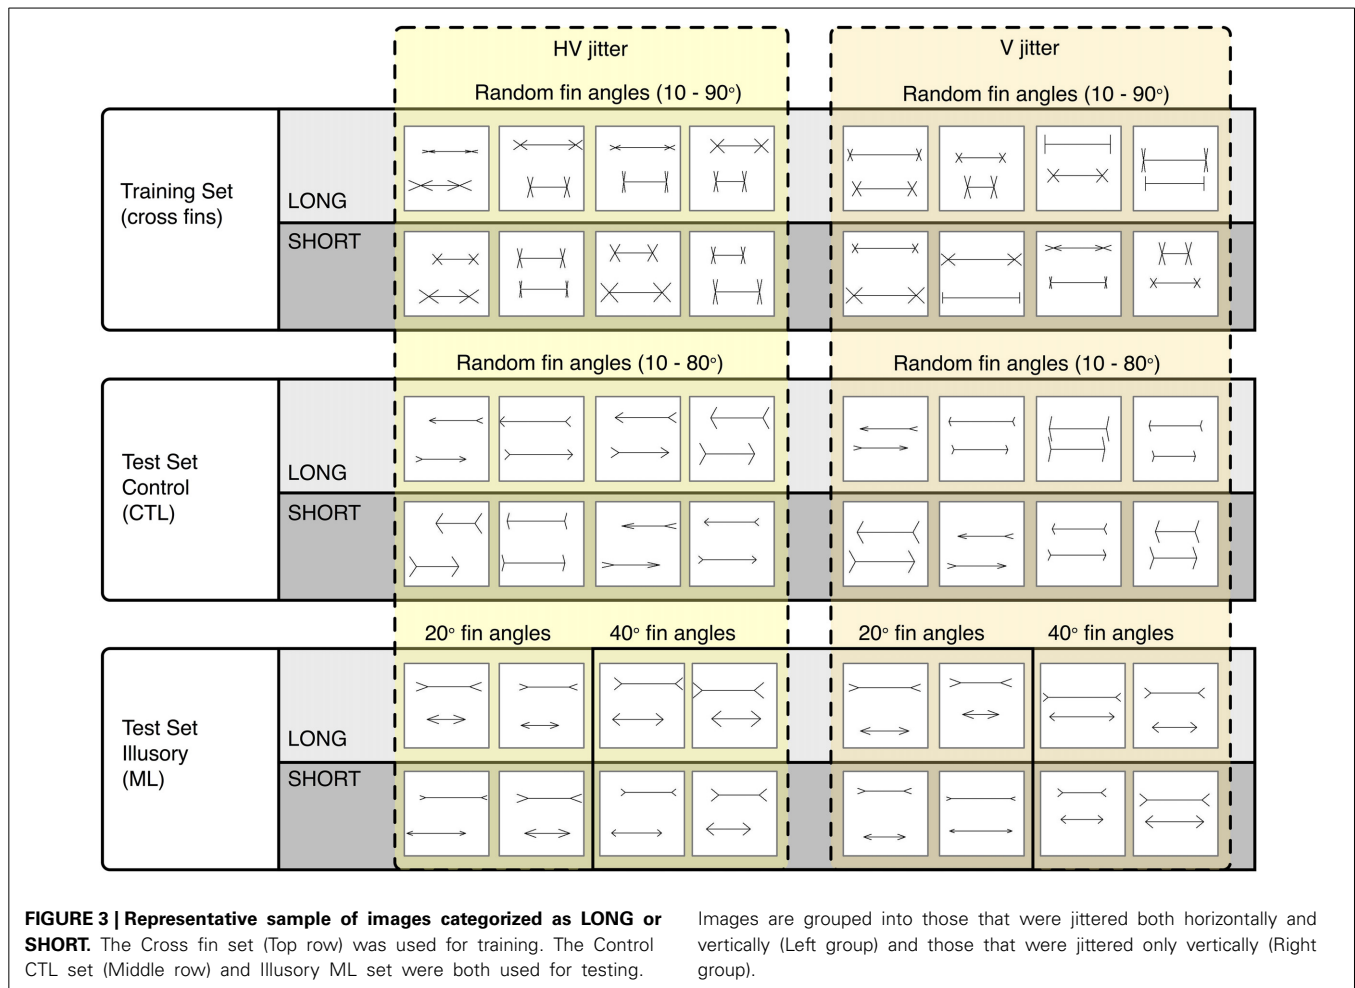 HV jitter
V jitter
Random fin angles (10 - 90°)
Random fin angles (10 - 90°)
Training Set
(cross fins)
LONG
SHORT
Random fin angles (10 - 80°)
Random fin angles (10 - 80°)
Test Set
Control
(CTL)
LONG
SHORT
20° fin angles
40° fin angles
20° fin angles
40° fin angles
Test Set
Illusory
(ML)
LONG
SHORT
FIGURE 3 | Representative sample of images categorized as LONG or
SHORT. The Cross fin set (Top row) was used for training. The Control
CTL set (Middle row) and Illusory ML set were both used for testing.
Images are grouped into those that were jittered both horizontally and
vertically (Left group) and those that were jittered only vertically (Right
group).